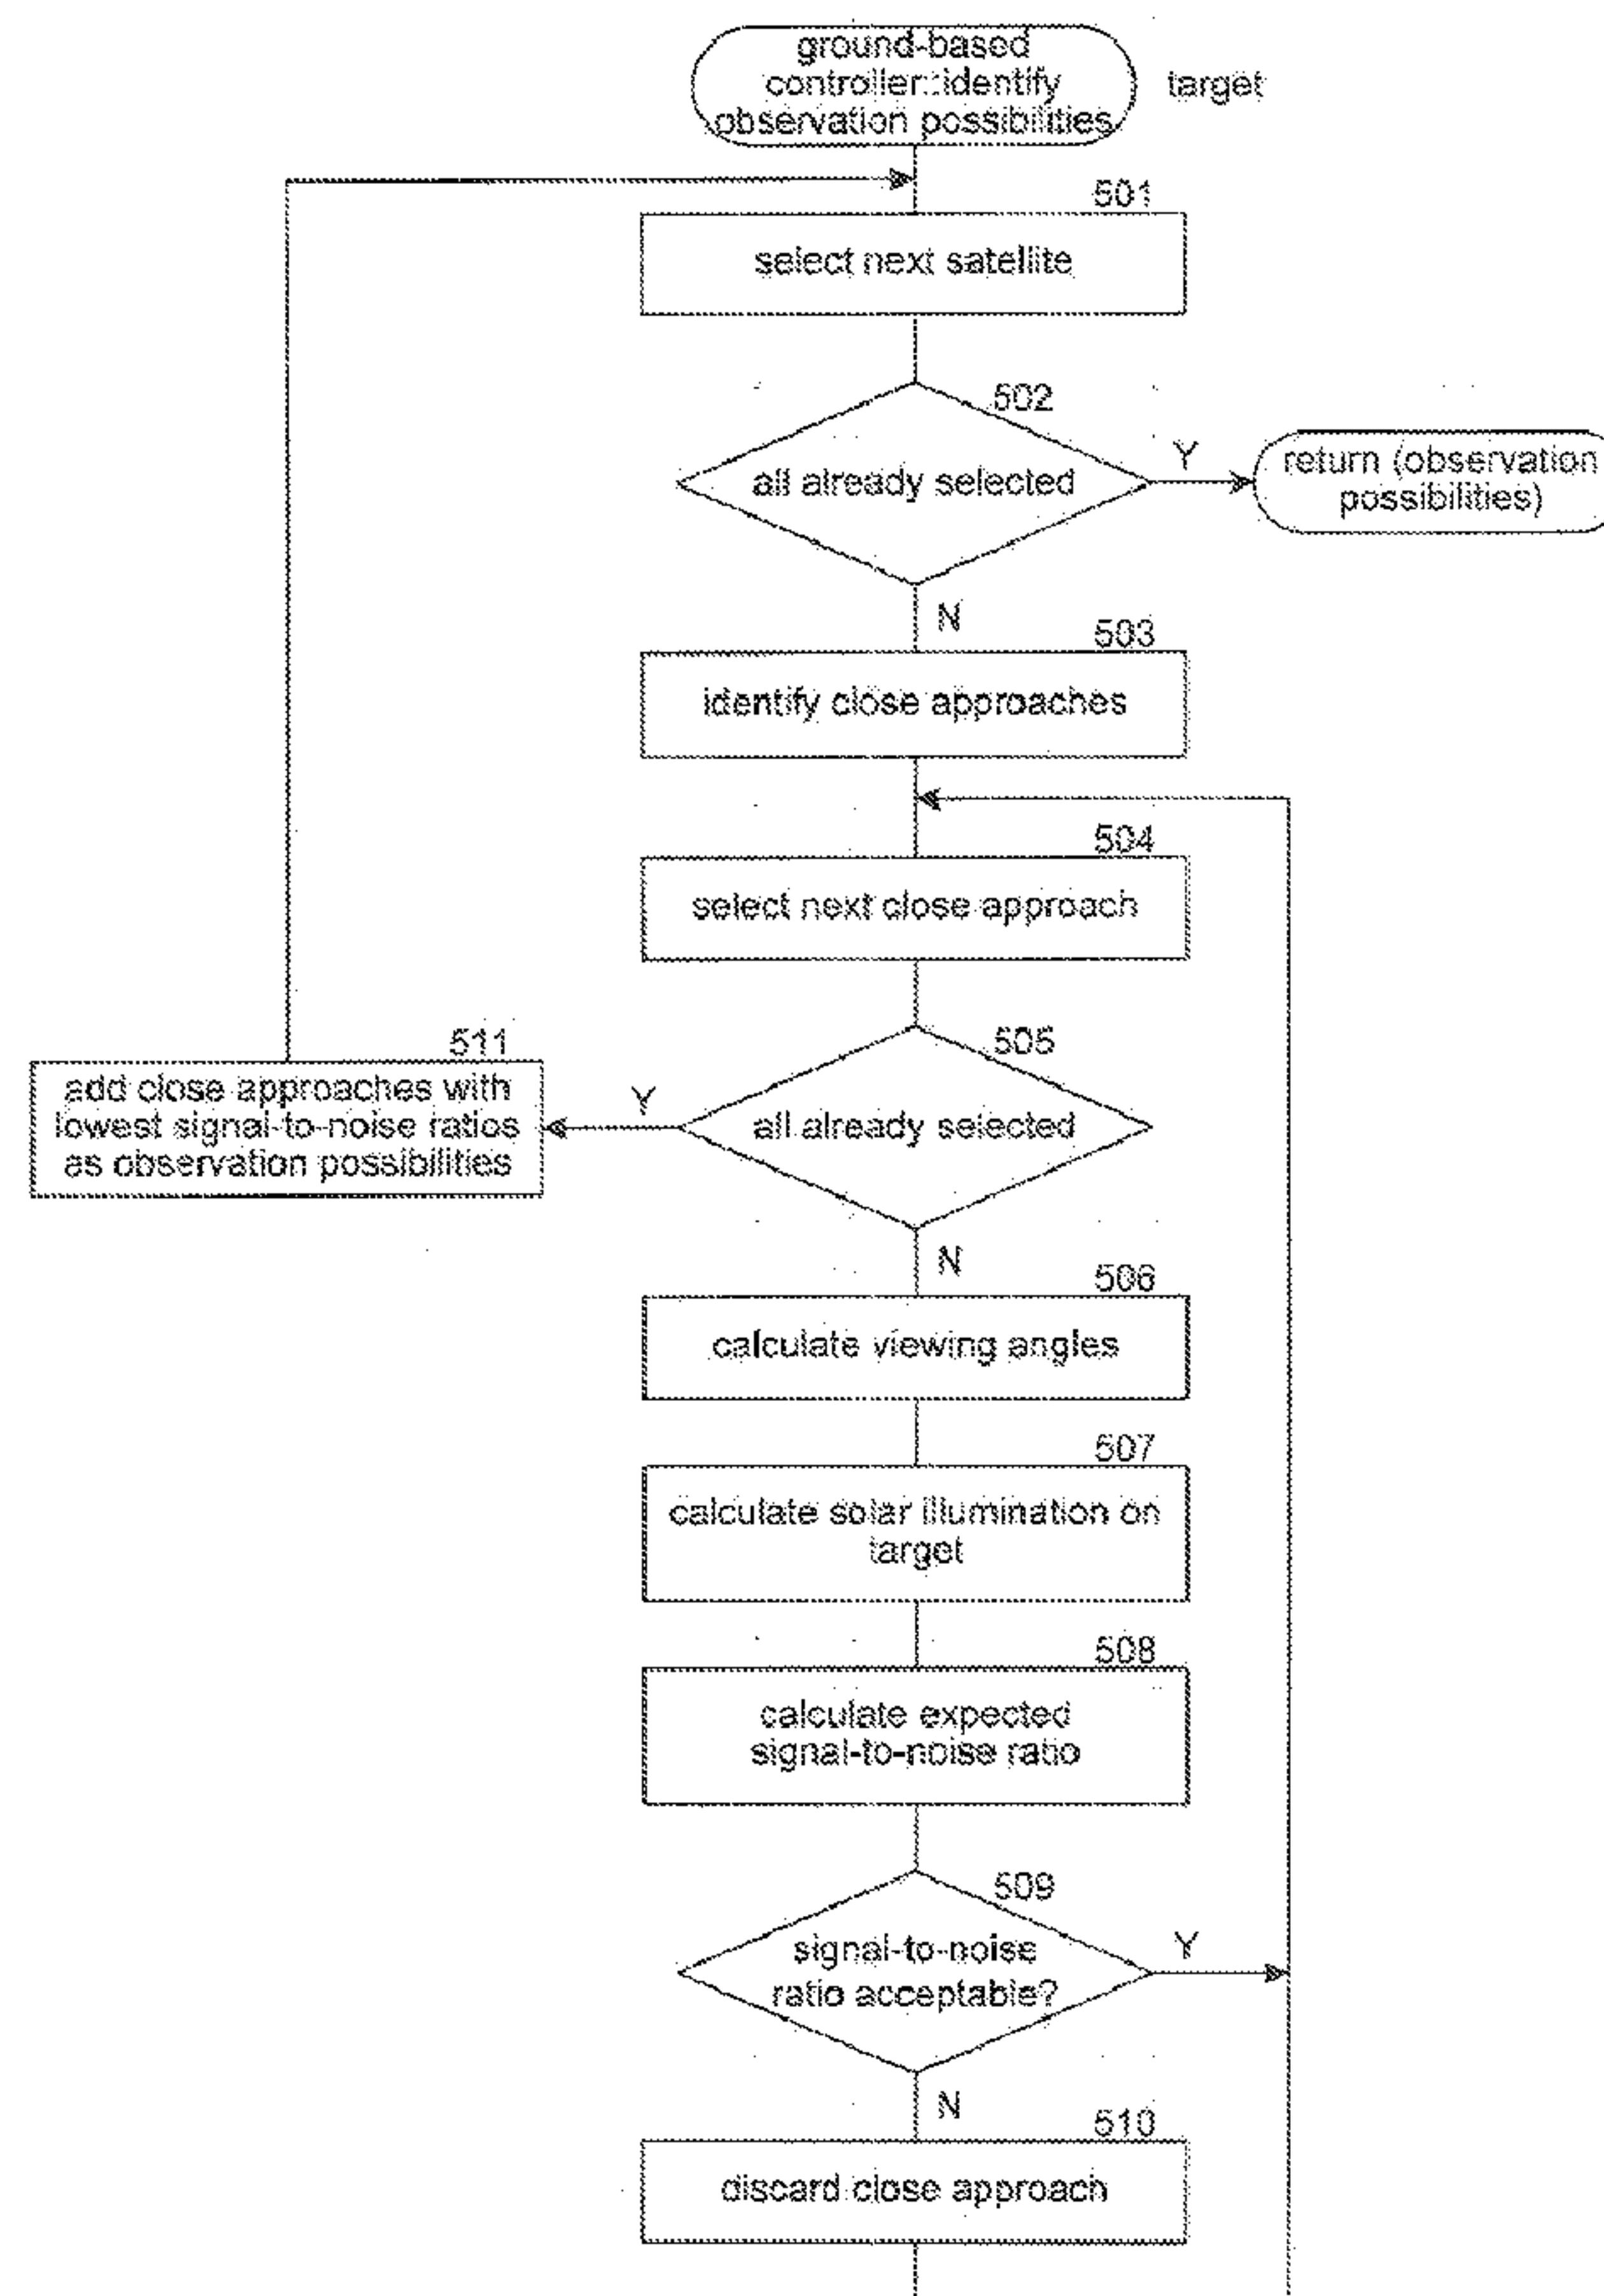 ground-based
controller::identify
observation possibilities
target
501
select next satellite
502
all already selected
Y
return (observation
possibilities)
N
503
identify close approaches
504
select next close approach
505
all already selected
Y
511
add close approaches with
lowest signal-to-noise ratios
as observation possibilities
N
506
calculate viewing angles
507
calculate solar illumination on
target
508
calculate expected
signal-to-noise ratio
509
signal-to-noise
ratio acceptable?
Y
N
510
discard close approach